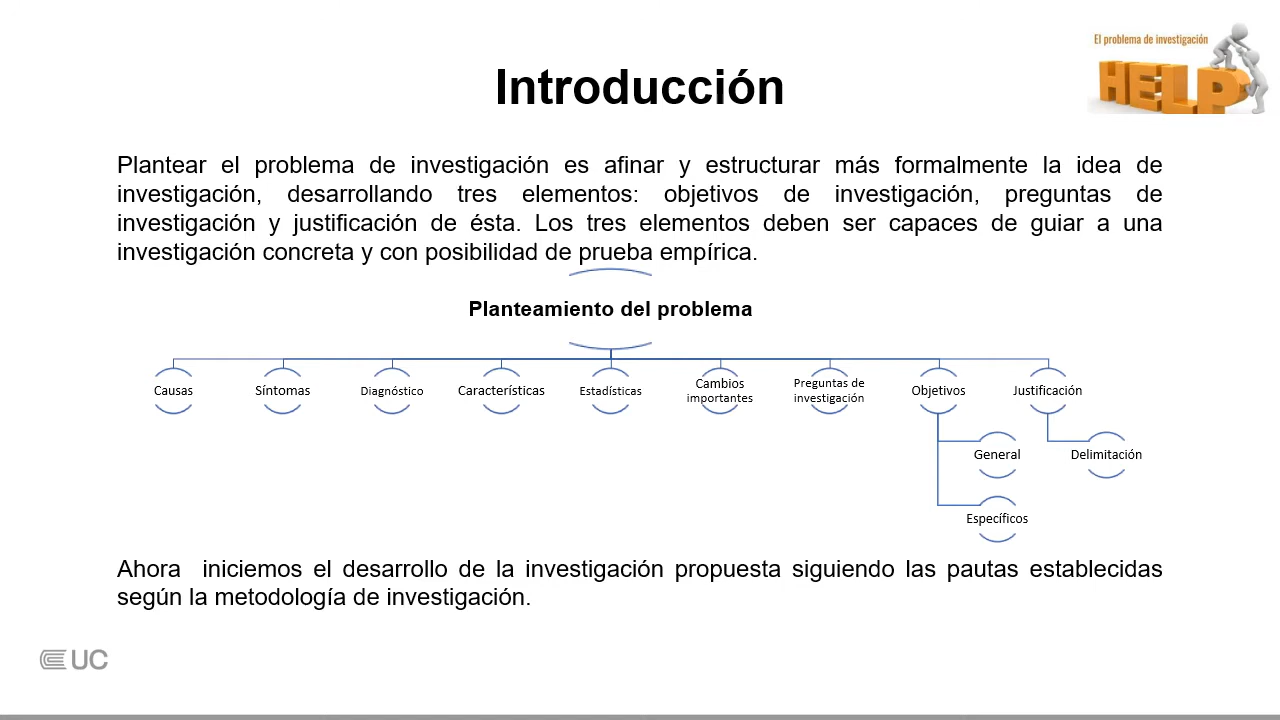 El problema de investigación
HELP
Introducción
Plantear el problema de investigación es afinar y estructurar más formalmente la idea de
investigación, desarrollando tres elementos: objetivos de investigación, preguntas de
investigación y justificación de ésta. Los tres elementos deben ser capaces de guiar a una
investigación concreta y con posibilidad de prueba empírica.
Planteamiento del problema
Causas
Síntomas
Diagnóstico
Características
Estadísticas
Cambios
importantes
Preguntas de
investigación
Objetivos
Justificación
General
Delimitación
Específicos
Ahora iniciemos el desarrollo de la investigación propuesta siguiendo las pautas establecidas
según la metodología de investigación.
UC